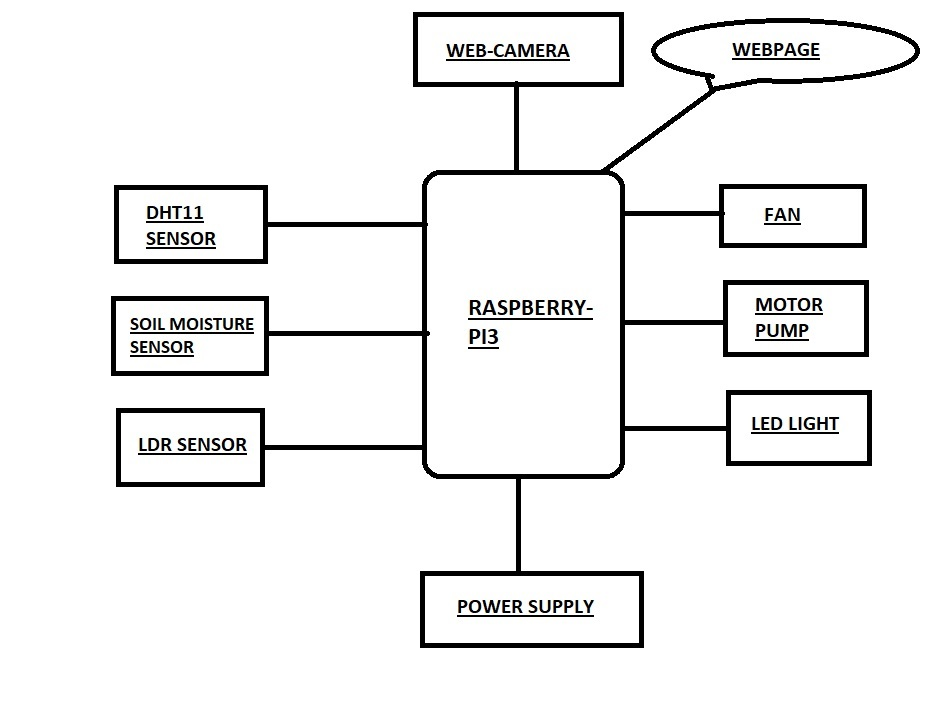 WEB-CAMERA
WEBPAGE
DHT11
SENSOR
FAN
SOIL MOISTURE
SENSOR
RASPBERRY-
PI3
MOTOR
PUMP
LDR SENSOR
LED LIGHT
POWER SUPPLY